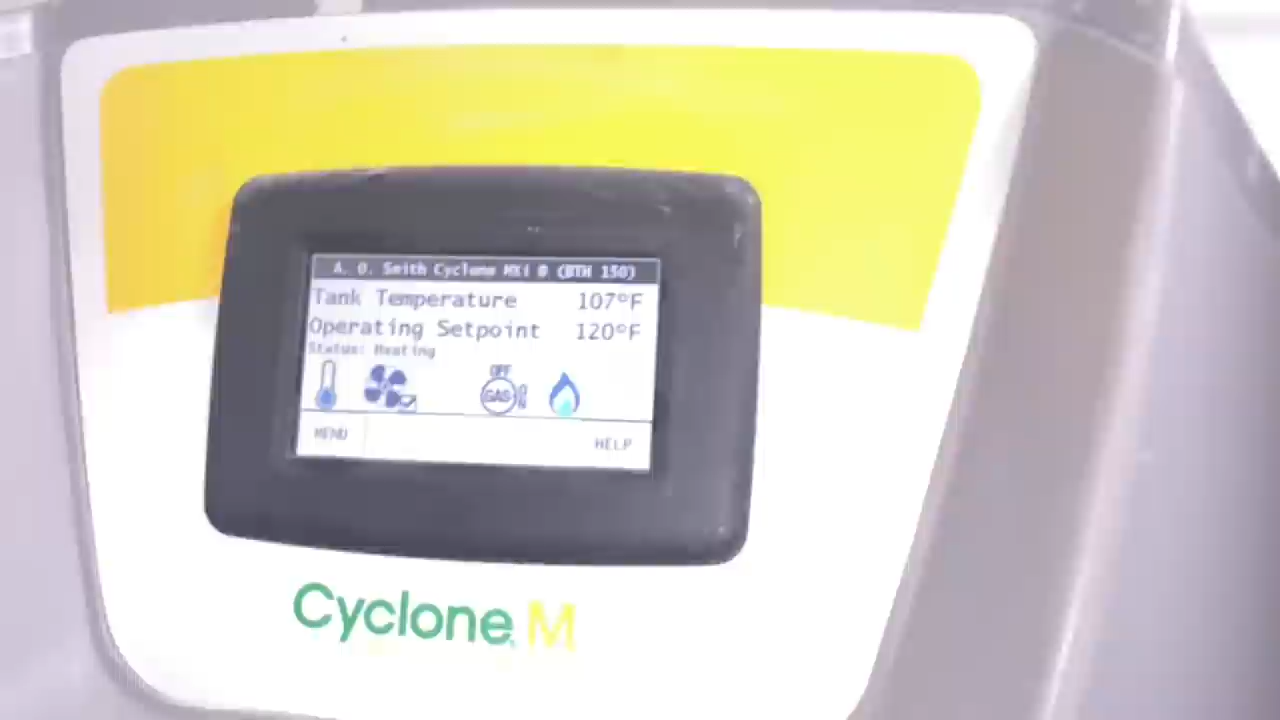 A. O. Smith Cyclone MXi ® (BTH 150)
Tank Temperature 107°F
Operating Setpoint 120°F
Status: Heating
OFF
GAS
MENU HELP
Cyclone M